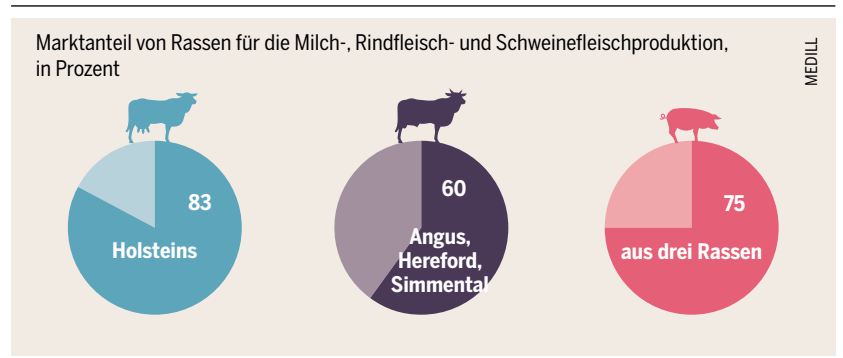 Marktanteil von Rassen für die Milch-, Rindfleisch- und Schweinefleischproduktion,
in Prozent
MEDILL
83
Holsteins
60
Angus,
Hereford,
Simmental
75
aus drei Rassen